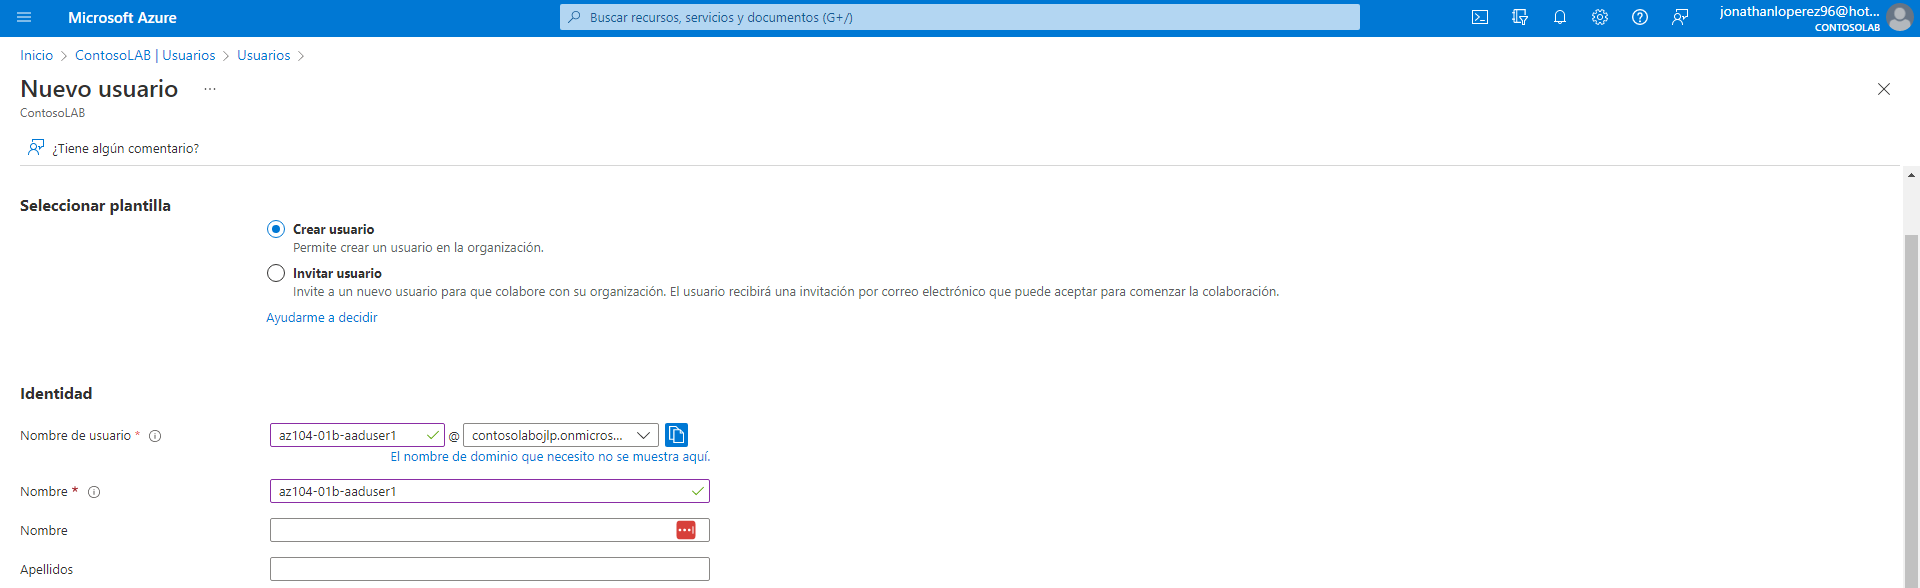 Microsoft Azure
Buscar recursos, servicios y documentos (G+/)
jonathanloperez96@hot...
CONTOSOLAB
Inicio > ContosoLAB | Usuarios > Usuarios >
Nuevo usuario ...
ContosoLAB
¿Tiene algún comentario?
Seleccionar plantilla
Crear usuario
Permite crear un usuario en la organización.
Invitar usuario
Invite a un nuevo usuario para que colabore con su organización. El usuario recibirá una invitación por correo electrónico que puede aceptar para comenzar la colaboración.
Ayudarme a decidir
Identidad
Nombre de usuario * az104-01b-aaduser1 @ contosolabojlp.onmicros...
El nombre de dominio que necesito no se muestra aquí.
Nombre * az104-01b-aaduser1
Nombre
Apellidos